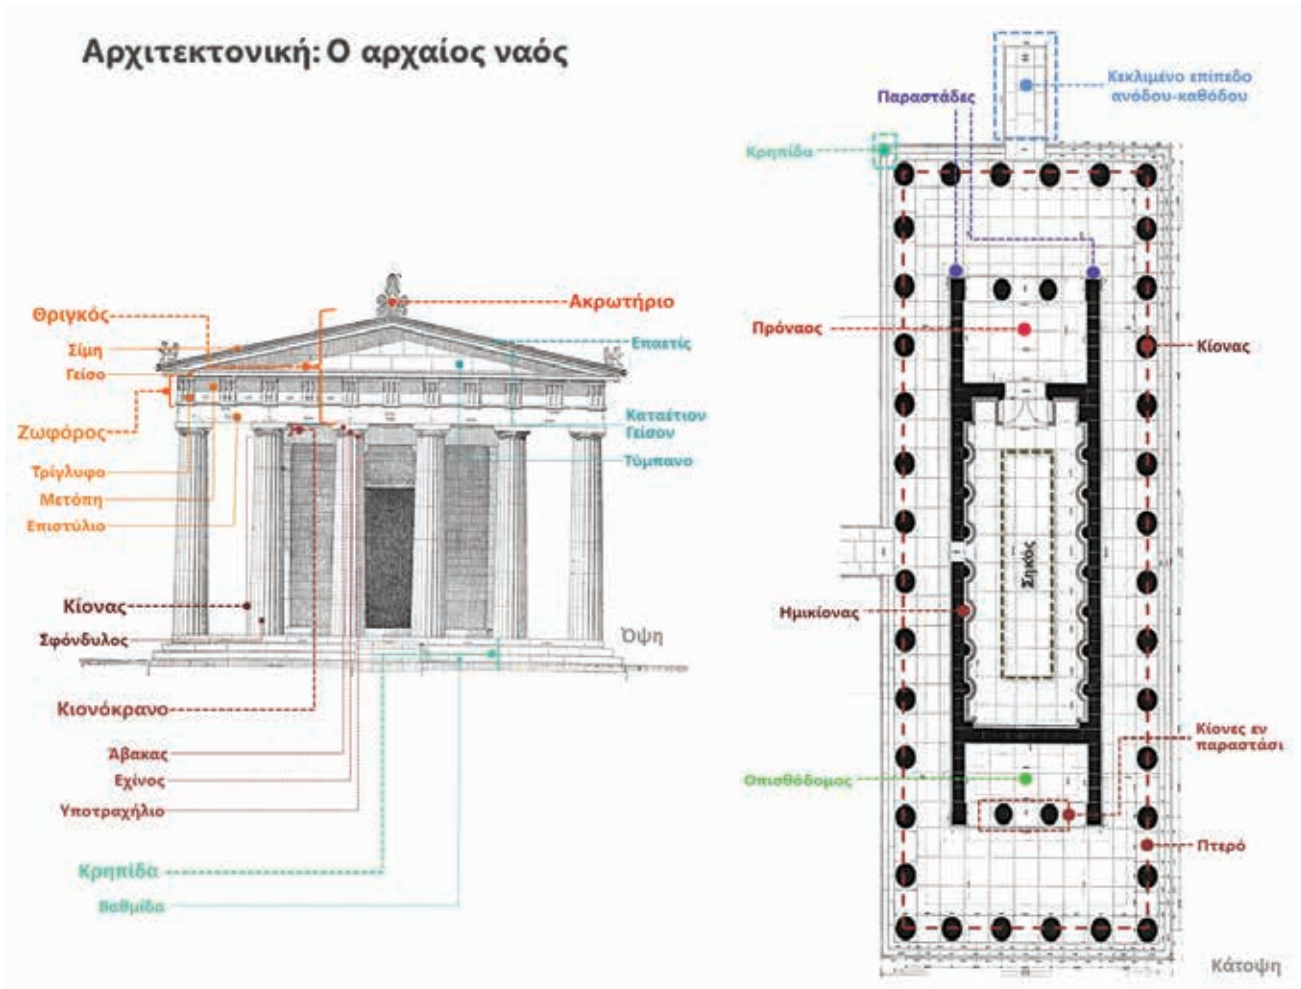 Αρχιτεκτονική: Ο αρχαίος ναός
Θριγκός
Σίμη
Γείσο
Ζωφόρος
Τρίγλυφο
Μετόπη
Επιστύλιο
Κίονας
Σφόνδυλος
Κιονόκρανο
Άβακας
Εχίνος
Υποτραχήλιο
Κρηπίδα
Βαθμίδα
Ακρωτήριο
Επαετίς
Καταέτιον
Γείσον
Τύμπανο
Όψη
Παραστάδες
Κεκλιμένο επίπεδο
ανόδου-καθόδου
Κρηπίδα
Πρόναος
Κίονας
Σηκός
Ημικίονας
Κίονες εν
παραστάσι
Οπισθόδομος
Πτερό
Κάτοψη